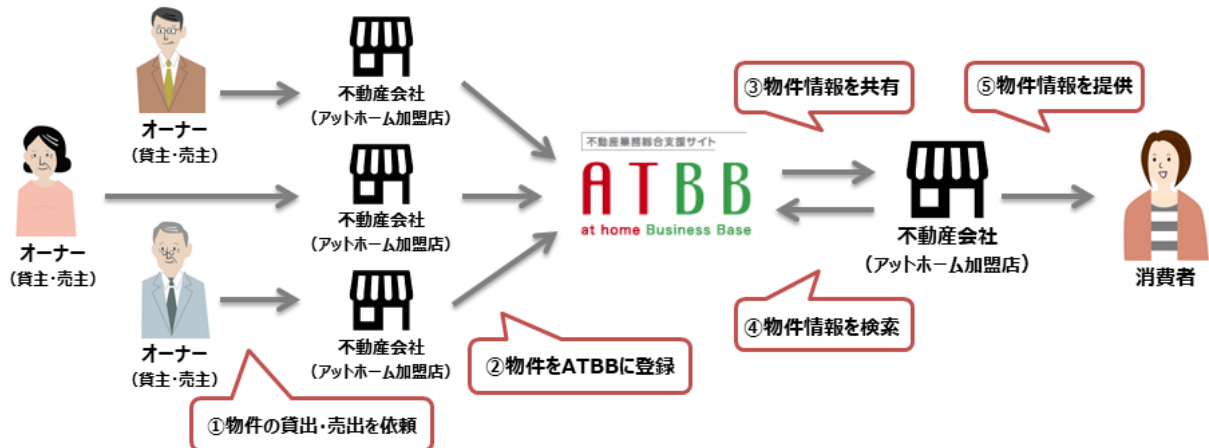 オーナー
(貸主・売主)
不動産会社
(アットホーム加盟店)
オーナー
(貸主・売主)
不動産会社
(アットホーム加盟店)
オーナー
(貸主・売主)
不動産会社
(アットホーム加盟店)
①物件の貸出・売出を依頼
②物件をATBBに登録
不動産業務総合支援サイト
ATBB
at home Business Base
③物件情報を共有
④物件情報を検索
不動産会社
(アットホーム加盟店)
⑤物件情報を提供
消費者